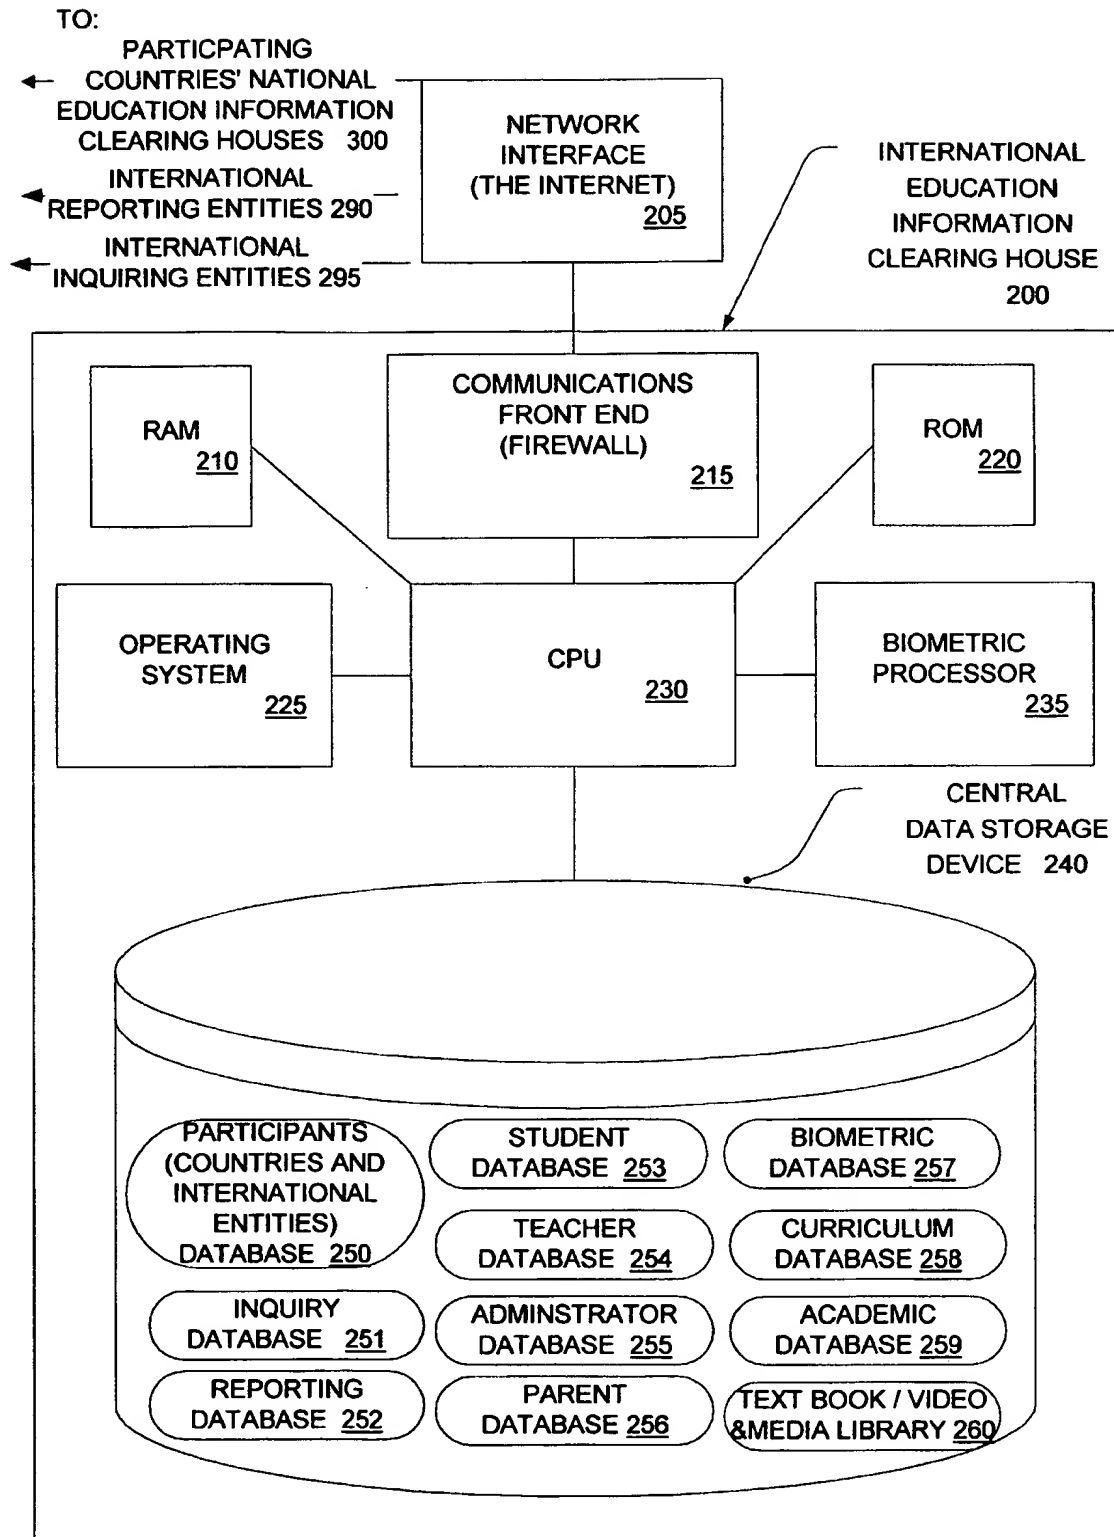 TO:
PARTICPATING
COUNTRIES' NATIONAL
EDUCATION INFORMATION
CLEARING HOUSES 300
INTERNATIONAL
REPORTING ENTITIES 290
INTERNATIONAL
INQUIRING ENTITIES 295
NETWORK
INTERFACE
(THE INTERNET)
205
INTERNATIONAL
EDUCATION
INFORMATION
CLEARING HOUSE
200
RAM
210
COMMUNICATIONS
FRONT END
(FIREWALL)
215
ROM
220
OPERATING
SYSTEM
225
CPU
230
BIOMETRIC
PROCESSOR
235
CENTRAL
DATA STORAGE
DEVICE 240
PARTICIPANTS
(COUNTRIES AND
INTERNATIONAL
ENTITIES)
DATABASE 250
INQUIRY
DATABASE 251
REPORTING
DATABASE 252
STUDENT
DATABASE 253
TEACHER
DATABASE 254
ADMINSTRATOR
DATABASE 255
PARENT
DATABASE 256
BIOMETRIC
DATABASE 257
CURRICULUM
DATABASE 258
ACADEMIC
DATABASE 259
TEXT BOOK / VIDEO
&MEDIA LIBRARY 260